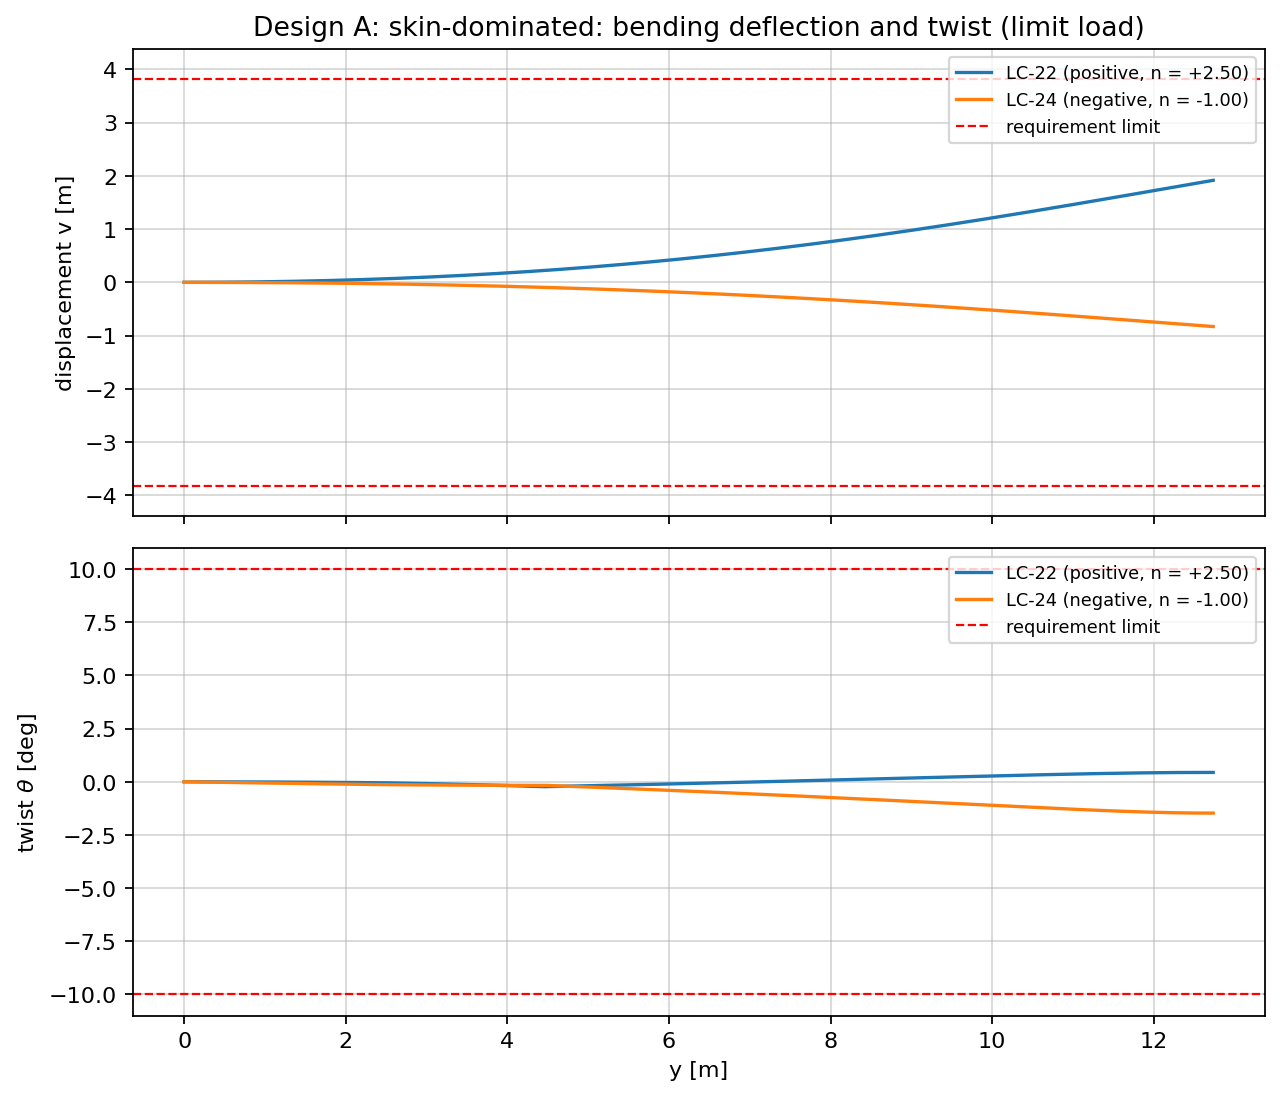 Design A: skin-dominated: bending deflection and twist (limit load)
4
3
2
1
0
−1
−2
−3
−4
displacement v [m]
LC-22 (positive, n = +2.50)
LC-24 (negative, n = -1.00)
requirement limit
10.0
7.5
5.0
2.5
0.0
−2.5
−5.0
−7.5
−10.0
twist θ [deg]
LC-22 (positive, n = +2.50)
LC-24 (negative, n = -1.00)
requirement limit
0 2 4 6 8 10 12
y [m]